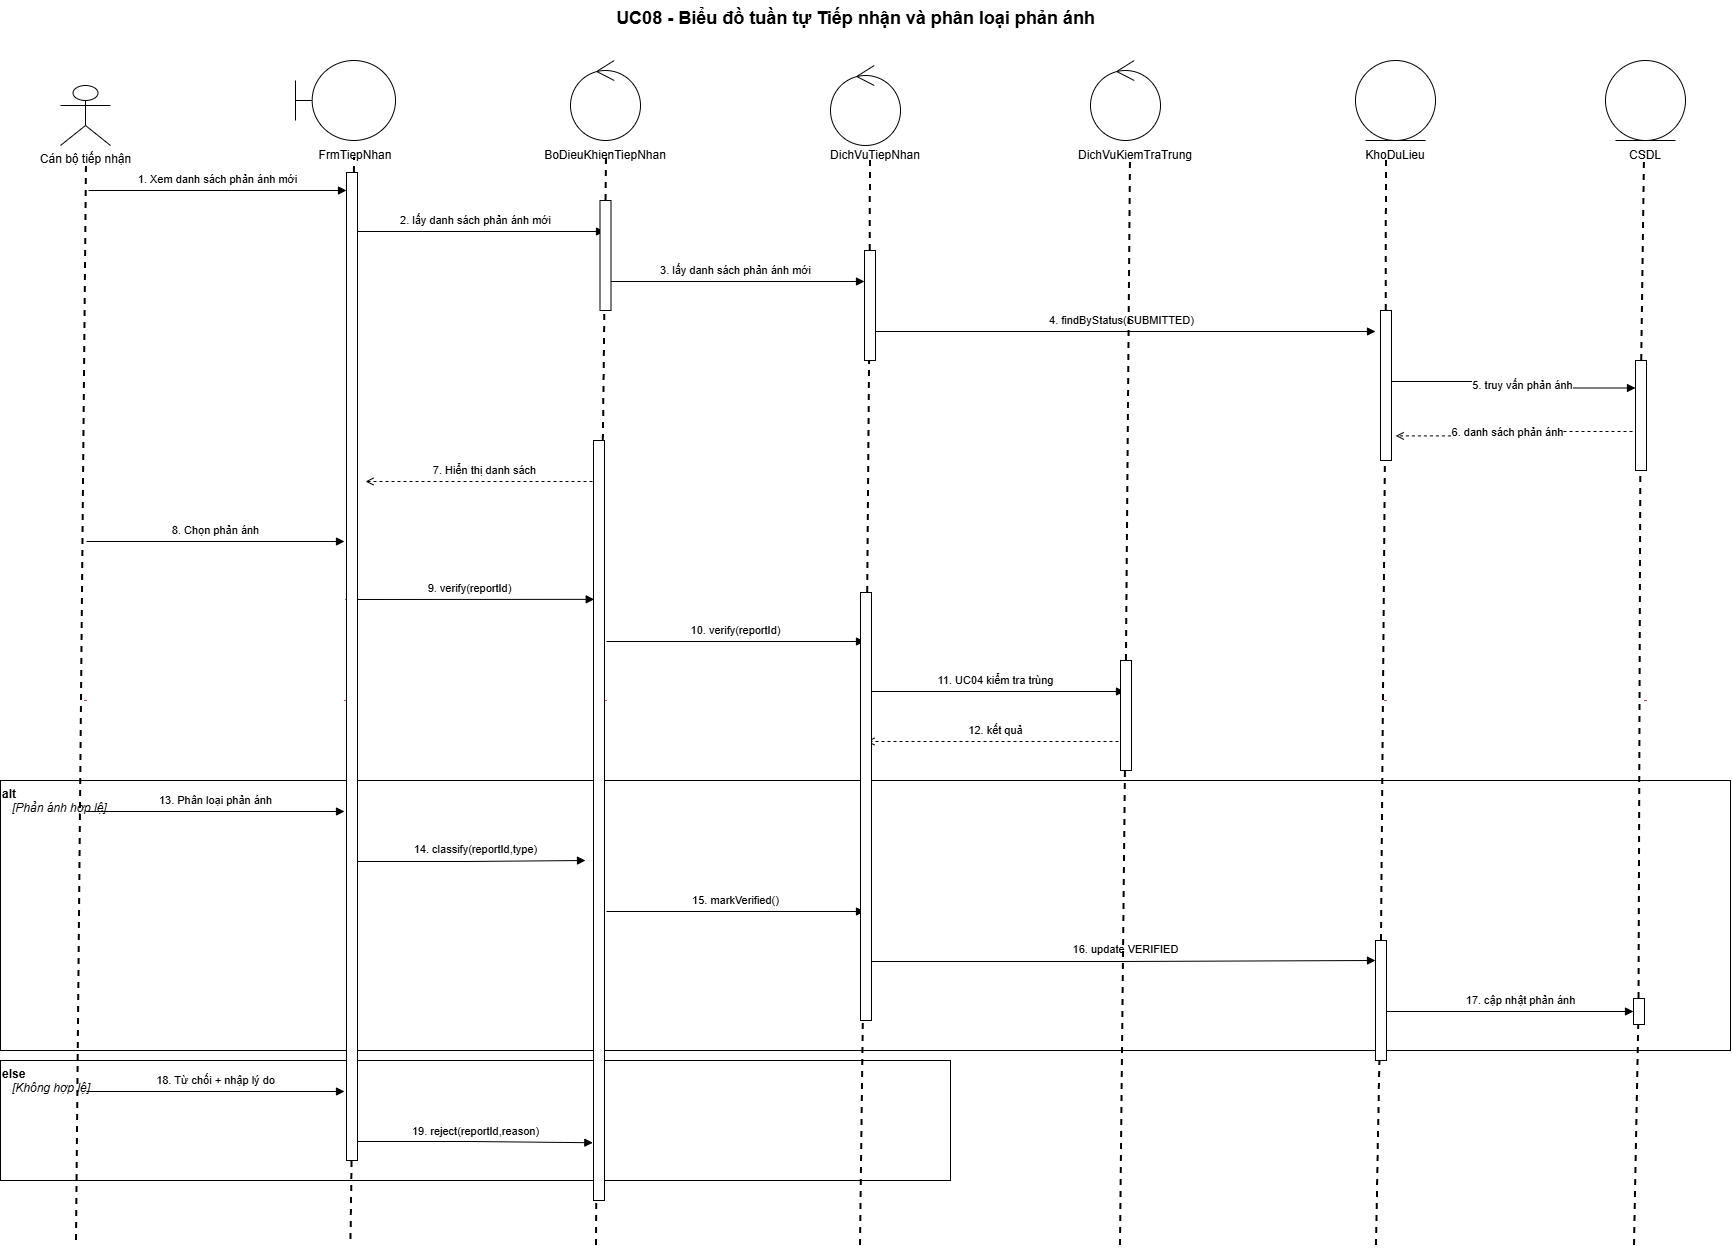 UC08 - Biểu đồ tuần tự Tiếp nhận và phân loại phản ánh
Cán bộ tiếp nhận
FrmTiepNhan
BoDieuKhienTiepNhan
DichVuTiepNhan
DichVuKiemTraTrung
KhoDuLieu
CSDL
1. Xem danh sách phản ánh mới
2. lấy danh sách phản ánh mới
3. lấy danh sách phản ánh mới
4. findByStatus(SUBMITTED)
5. truy vấn phản ánh
6. danh sách phản ánh
7. Hiển thị danh sách
8. Chọn phản ánh
9. verify(reportId)
10. verify(reportId)
11. UC04 kiểm tra trùng
12. kết quả
alt
[Phản ánh hợp lệ]
13. Phân loại phản ánh
14. classify(reportId,type)
15. markVerified()
16. update VERIFIED
17. cập nhật phản ánh
else
[Không hợp lệ]
18. Từ chối + nhập lý do
19. reject(reportId,reason)